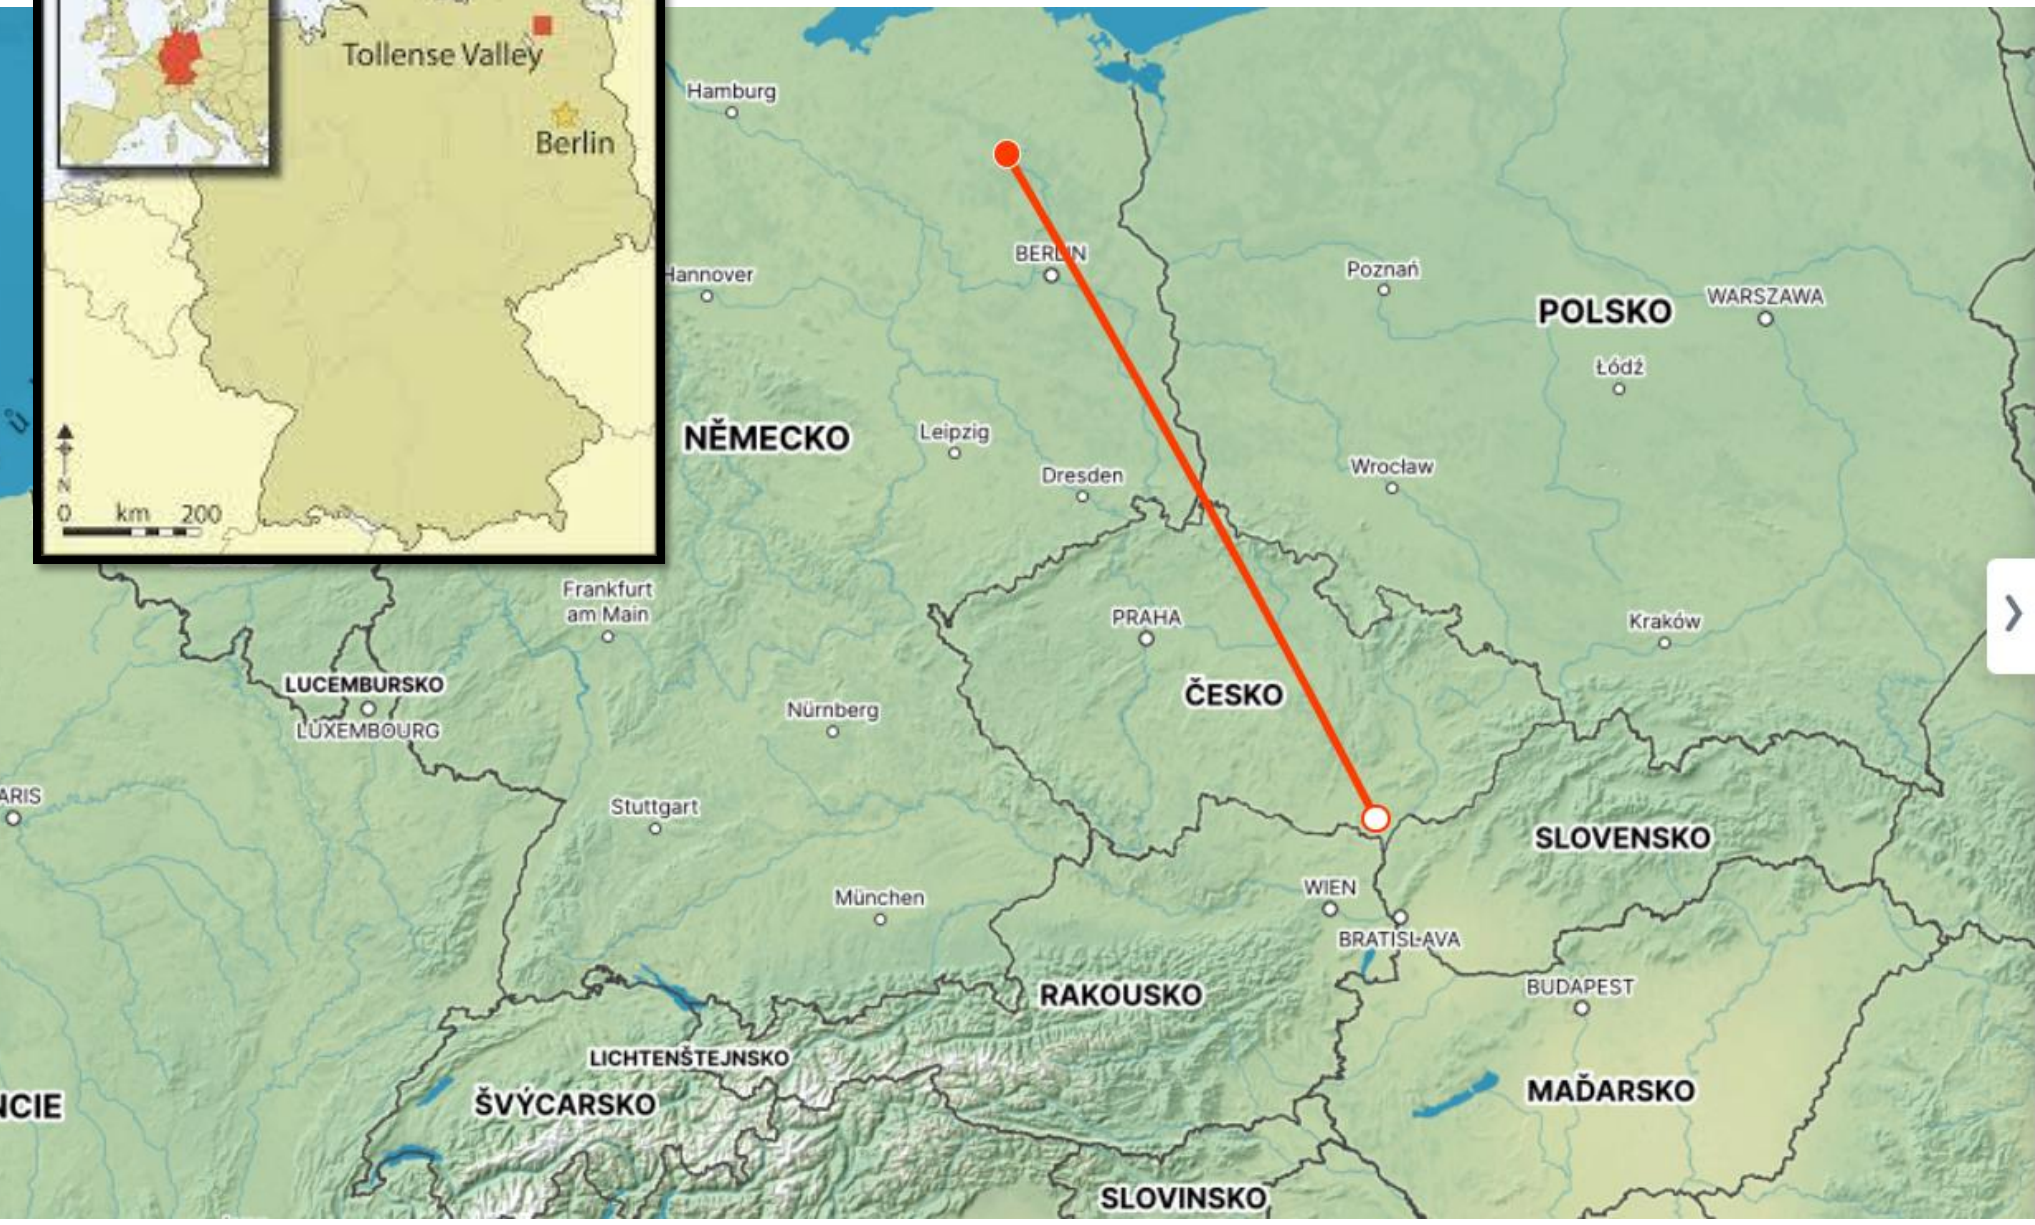 Tollense Valley
Berlin
N
0 km 200
Hamburg
BERLIN
Hannover
Poznań
POLSKO
WARSZAWA
Łódź
NĚMECKO
Leipzig
Dresden
Wrocław
Frankfurt
am Main
PRAHA
Kraków
LUCEMBURSKO
LUXEMBOURG
ČESKO
Nürnberg
ARIS
Stuttgart
SLOVENSKO
WIEN
München
BRATISLAVA
BUDAPEST
RAKOUSKO
LICHTENŠTEJNSKO
ŠVÝCARSKO
MAĎARSKO
NCIE
SLOVINSKO